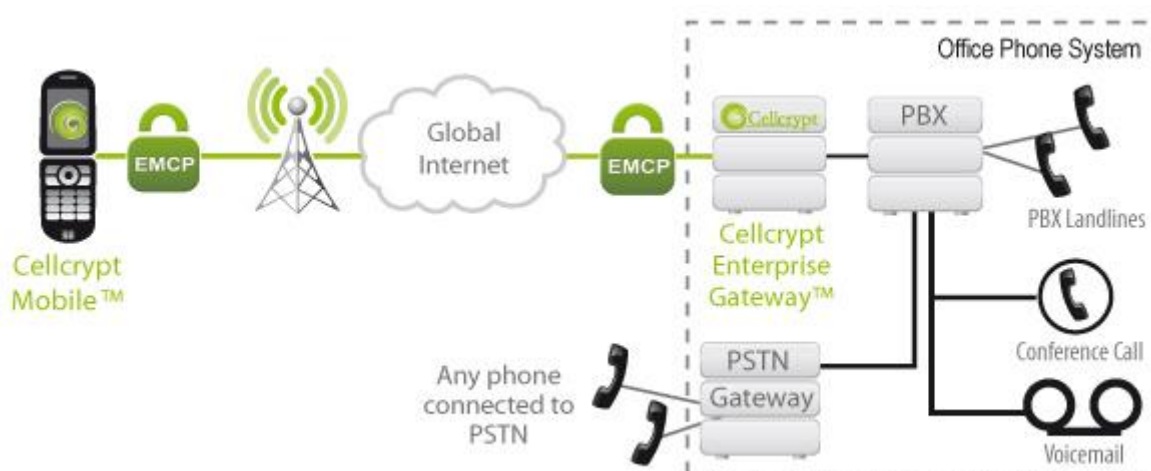 Office Phone System
Cellcrypt
PBX
EMCP
Global
Internet
EMCP
PBX Landlines
Cellcrypt
Mobile™
Cellcrypt
Enterprise
Gateway™
Conference Call
PSTN
Gateway
Any phone
connected to
PSTN
Voicemail